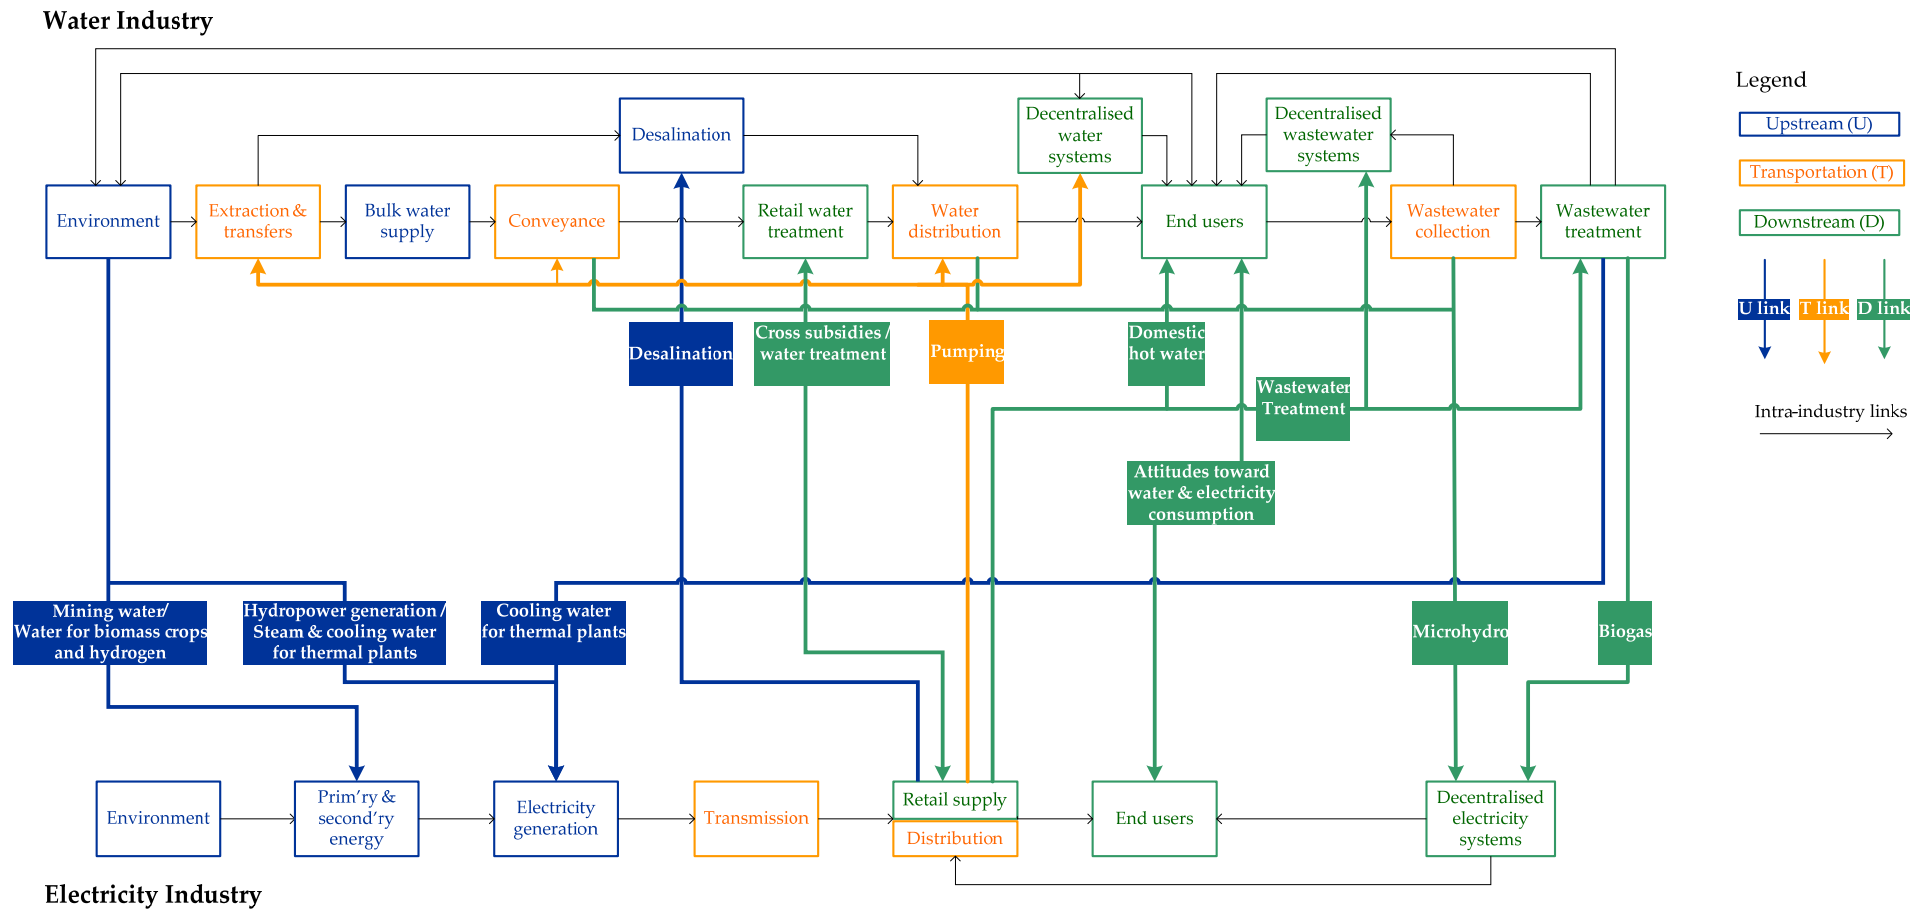 Water Industry
Legend
Desalination
Decentralised
water
systems
Decentralised
wastewater
systems
Upstream (U)
Transportation (T)
Downstream (D)
Environment
Extraction &
transfers
Bulk water
supply
Conveyance
Retail water
treatment
Water
distribution
End users
Wastewater
collection
Wastewater
treatment
U link
T link
D link
Desalination
Cross subsidies /
water treatment
Pumping
Domestic
hot water
Wastewater
Treatment
Intra-industry links
Attitudes toward
water & electricity
consumption
Mining water/
Water for biomass crops
and hydrogen
Hydropower generation /
Steam & cooling water
for thermal plants
Cooling water
for thermal plants
Microhydro
Biogas
Environment
Prim'ry &
second'ry
energy
Electricity
generation
Transmission
Retail supply
Distribution
End users
Decentralised
electricity
systems
Electricity Industry